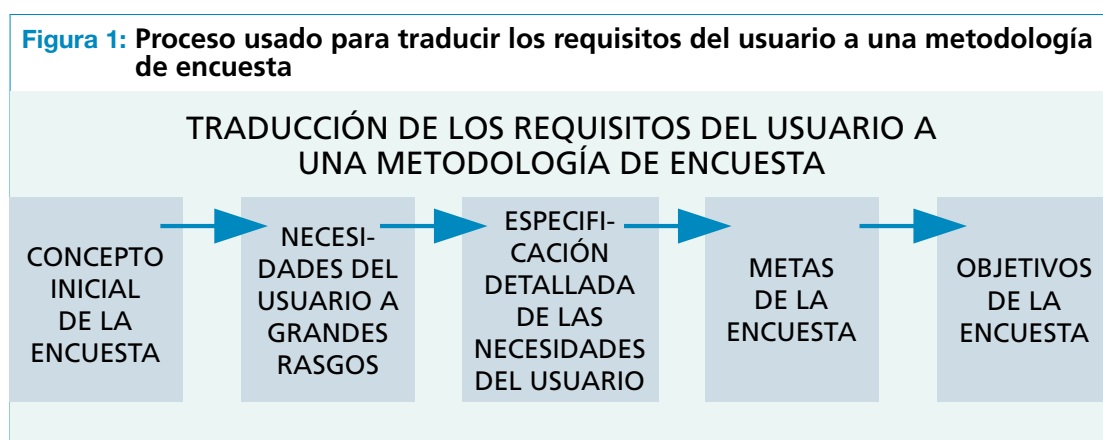 Figura 1: Proceso usado para traducir los requisitos del usuario a una metodología
de encuesta
TRADUCCIÓN DE LOS REQUISITOS DEL USUARIO A
UNA METODOLOGÍA DE ENCUESTA
CONCEPTO
INICIAL
DE LA
ENCUESTA
NECESI-
DADES DEL
USUARIO A
GRANDES
RASGOS
ESPECIFI-
CACIÓN
DETALLADA
DE LAS
NECESIDADES
DEL USUARIO
METAS
DE LA
ENCUESTA
OBJETIVOS
DE LA
ENCUESTA